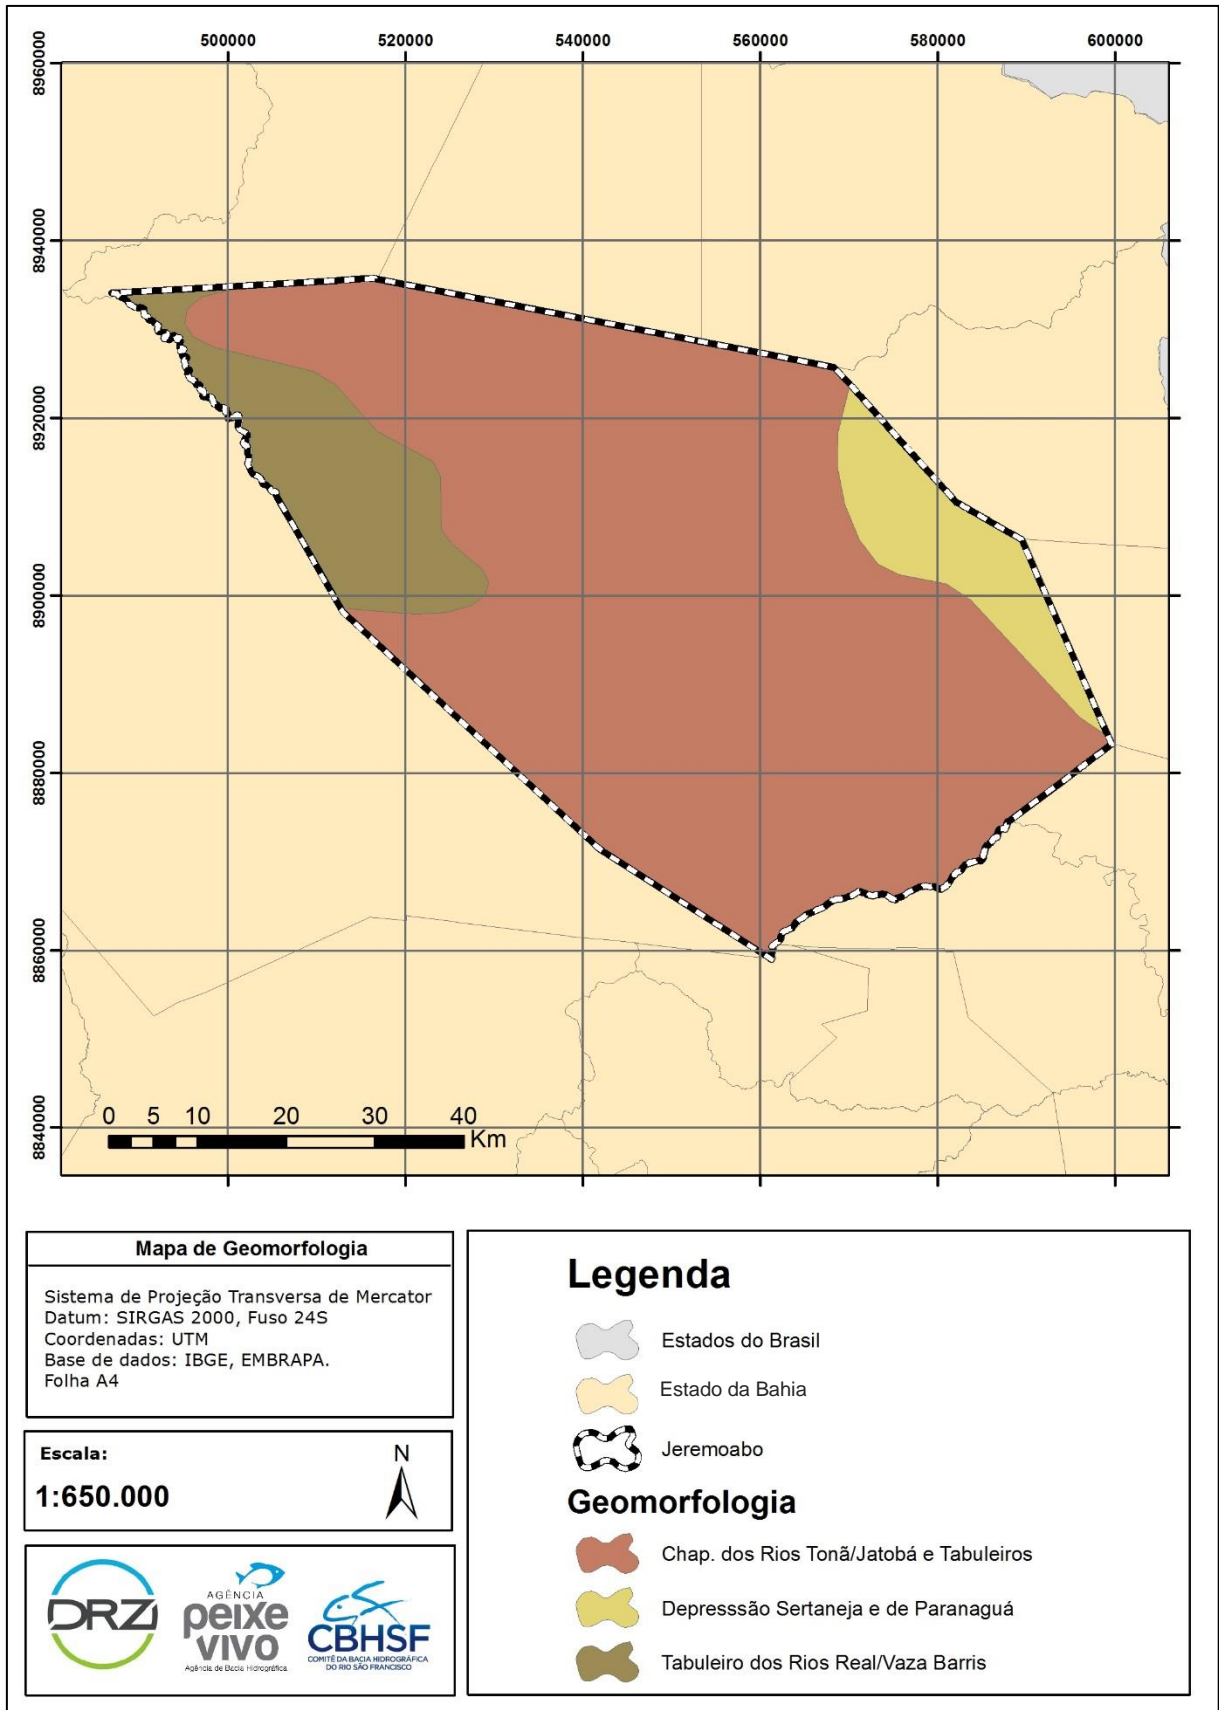 500000 520000 540000 560000 580000 600000
8960000
8940000
8920000
8900000
8880000
8860000
8840000
0 5 10 20 30 40
Km
Mapa de Geomorfologia
Sistema de Projeção Transversa de Mercator
Datum: SIRGAS 2000, Fuso 24S
Coordenadas: UTM
Base de dados: IBGE, EMBRAPA.
Folha A4
Escala:
1:650.000
N
DRZ
AGÊNCIA
peixe
vivo
Agência de Bacia Hidrográfica
CBHSF
COMITÊ DA BACIA HIDROGRÁFICA
DO RIO SÃO FRANCISCO
Legenda
Estados do Brasil
Estado da Bahia
Jeremoabo
Geomorfologia
Chap. dos Rios Tonã/Jatobá e Tabuleiros
Depresssão Sertaneja e de Paranaguá
Tabuleiro dos Rios Real/Vaza Barris